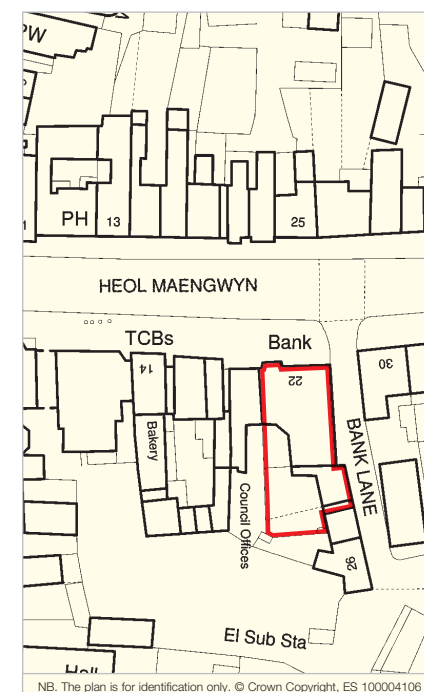 PW
PH
13
25
HEOL MAENGWYN
TCBs
Bank
14
22
30
Bakery
BANK LANE
Council Offices
26
El Sub Sta
Hall
NB. The plan is for identification only. © Crown Copyright, ES 100004106